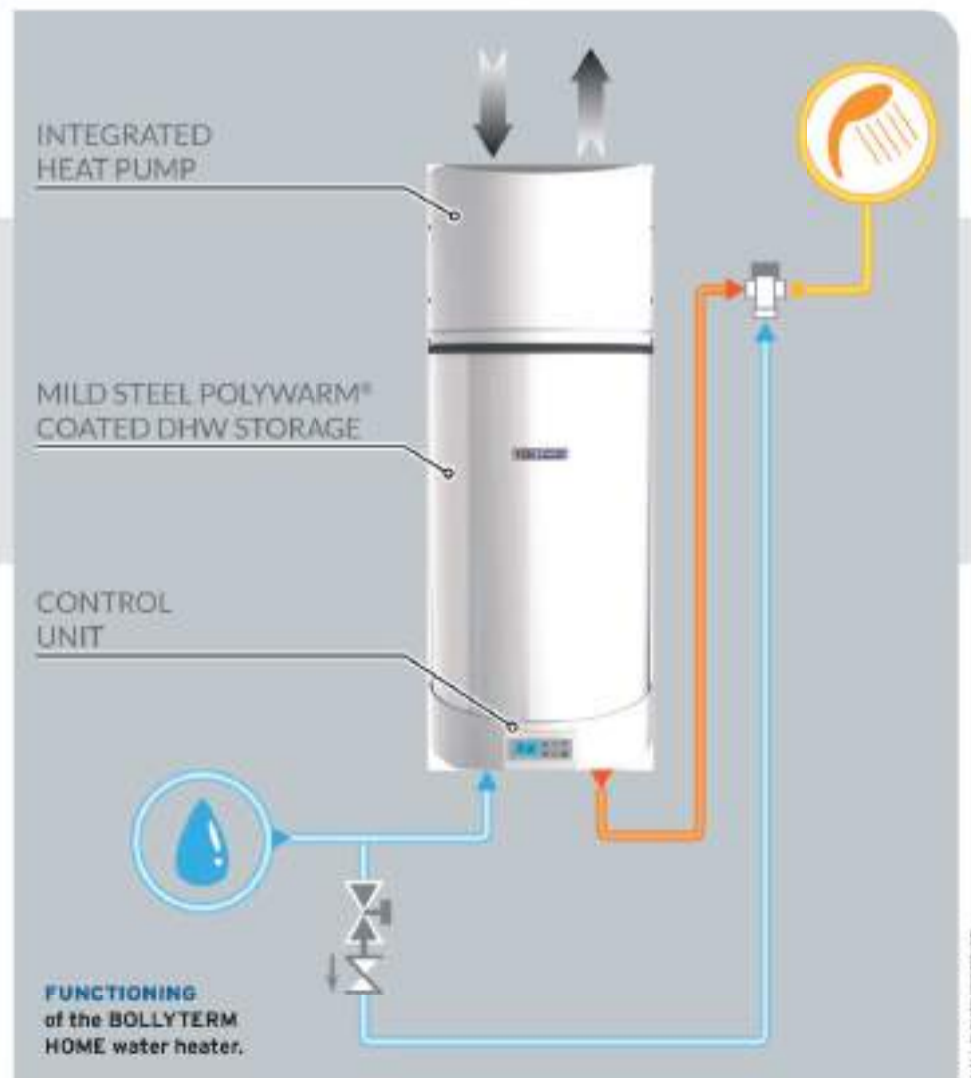 INTEGRATED
HEAT PUMP
MILD STEEL POLYWARM®
COATED DHW STORAGE
CONTROL
UNIT
FUNCTIONING
of the BOLLYTERM
HOME water heater.